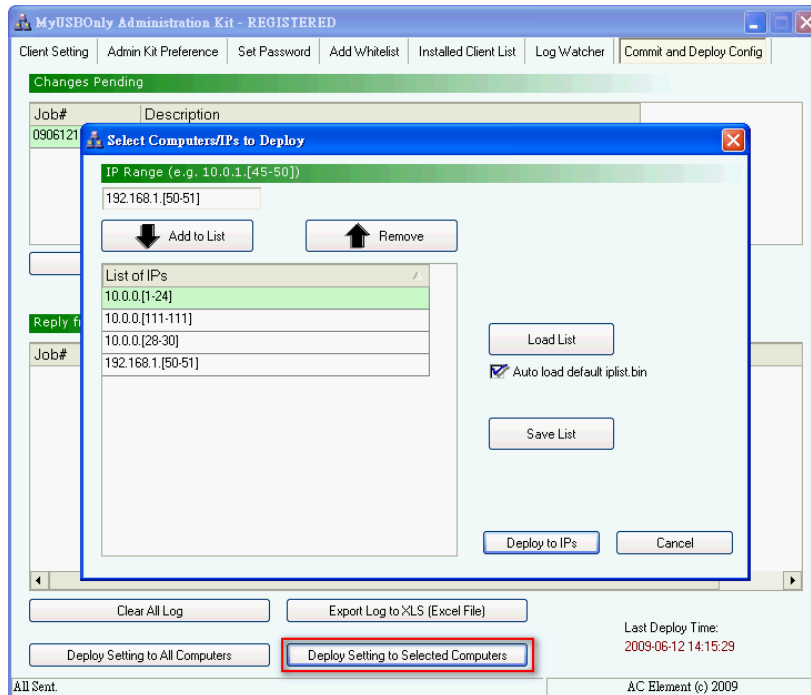 MyUSBOnly Administration Kit - REGISTERED
Client Setting Admin Kit Preference Set Password Add Whitelist Installed Client List Log Watcher Commit and Deploy Config
Changes Pending
Job# Description
0906121
Select Computers/IPs to Deploy
IP Range (e.g. 10.0.1.[45-50])
192.168.1.[50-51]
Add to List Remove
List of IPs
10.0.0.[1-24]
10.0.0.[111-111]
10.0.0.[28-30]
192.168.1.[50-51]
Load List
Auto load default iplist.bin
Save List
Deploy to IPs Cancel
Reply
Job#
Clear All Log Export Log to XLS (Excel File)
Deploy Setting to All Computers Deploy Setting to Selected Computers
Last Deploy Time:
2009-06-12 14:15:29
All Sent. AC Element (c) 2009